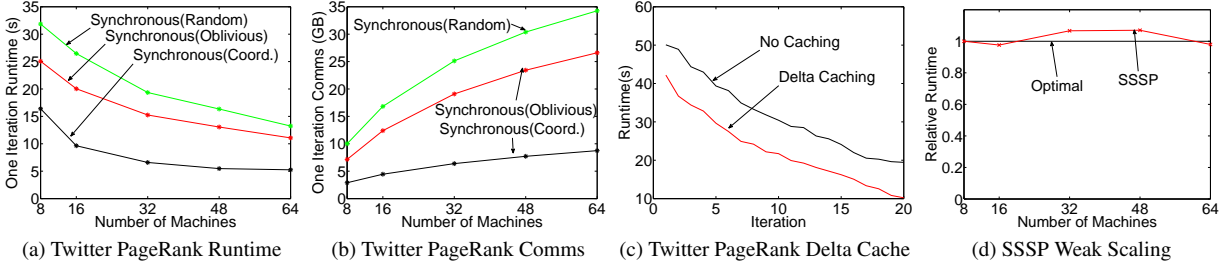 One Iteration Runtime (s)
35
30
25
20
15
10
5
0
8 16 32 48 64
Number of Machines
Synchronous(Random)
Synchronous(Oblivious)
Synchronous(Coord.)
(a) Twitter PageRank Runtime
One Iteration Comms (GB)
35
30
25
20
15
10
5
0
8 16 32 48 64
Number of Machines
Synchronous(Random)
Synchronous(Oblivious)
Synchronous(Coord.)
(b) Twitter PageRank Comms
Runtime(s)
60
50
40
30
20
10
0 5 10 15 20
Iteration
No Caching
Delta Caching
(c) Twitter PageRank Delta Cache
Relative Runtime
1
0.8
0.6
0.4
0.2
0
8 16 32 48 64
Number of Machines
Optimal
SSSP
(d) SSSP Weak Scaling